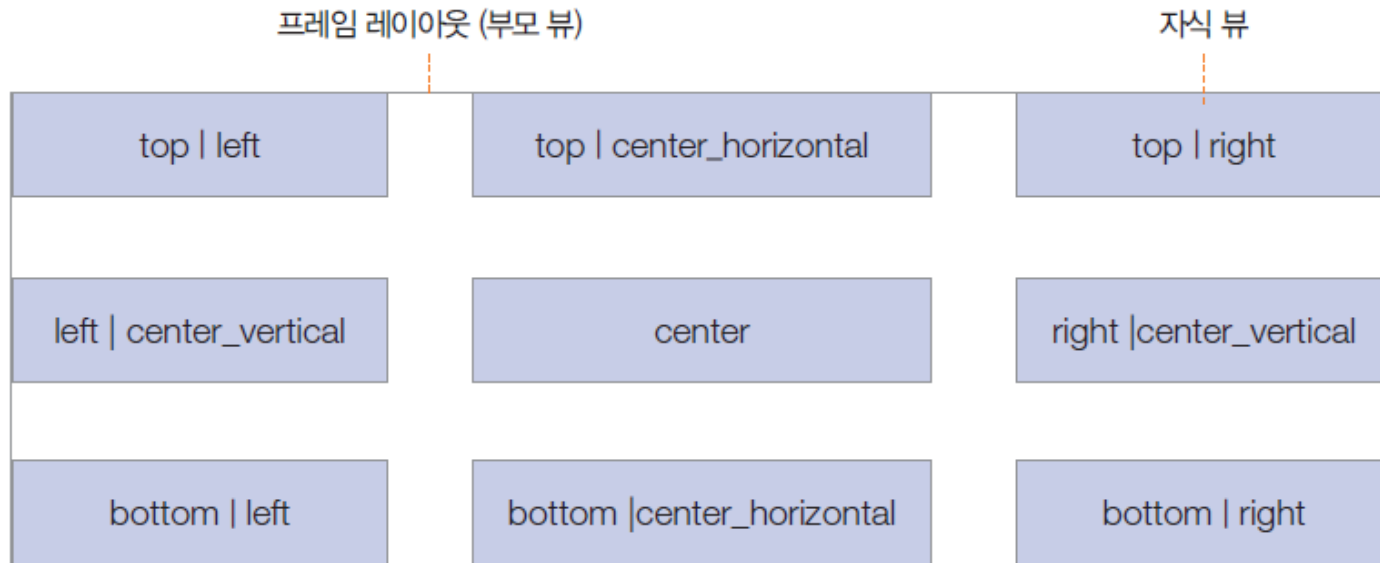 프레임 레이아웃 (부모 뷰)
자식 뷰
top | left
top | center_horizontal
top | right
left | center_vertical
center
right |center_vertical
bottom | left
bottom |center_horizontal
bottom | right